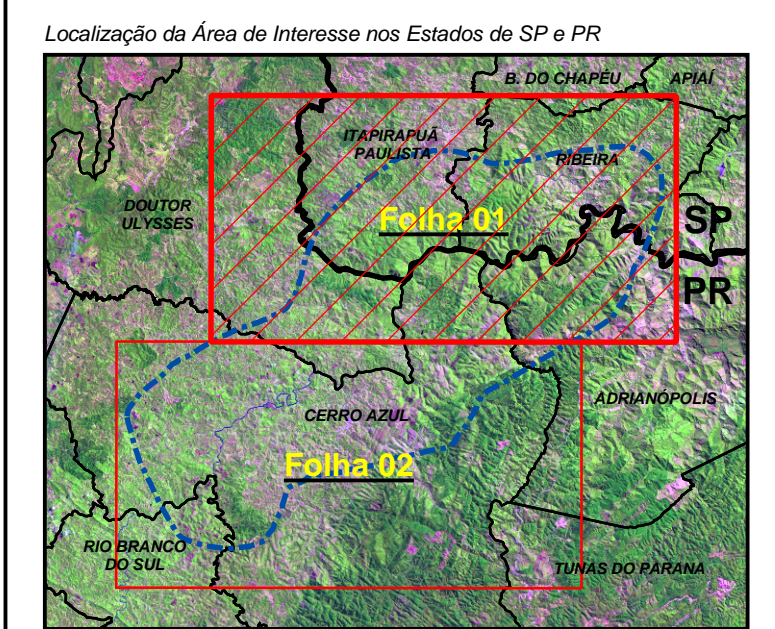 Localização da Área de Interesse nos Estados de SP e PR
B. DO CHAPÉU
APIAÍ
ITAPIRAPUÃ
PAULISTA
RIBEIRA
DOUTOR
ULYSSES
Folha 01
SP
PR
ADRIANÓPOLIS
CERRO AZUL
Folha 02
RIO BRANCO
DO SUL
TUNAS DO PARANA